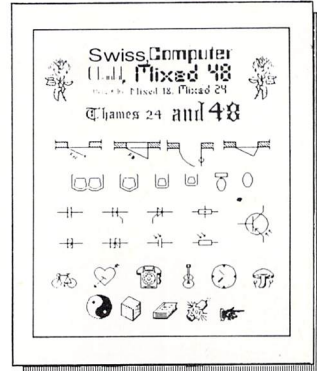 Swiss, Computer
Mixed 48
Mixed 18, Mixed 24
Thames 24 and 48